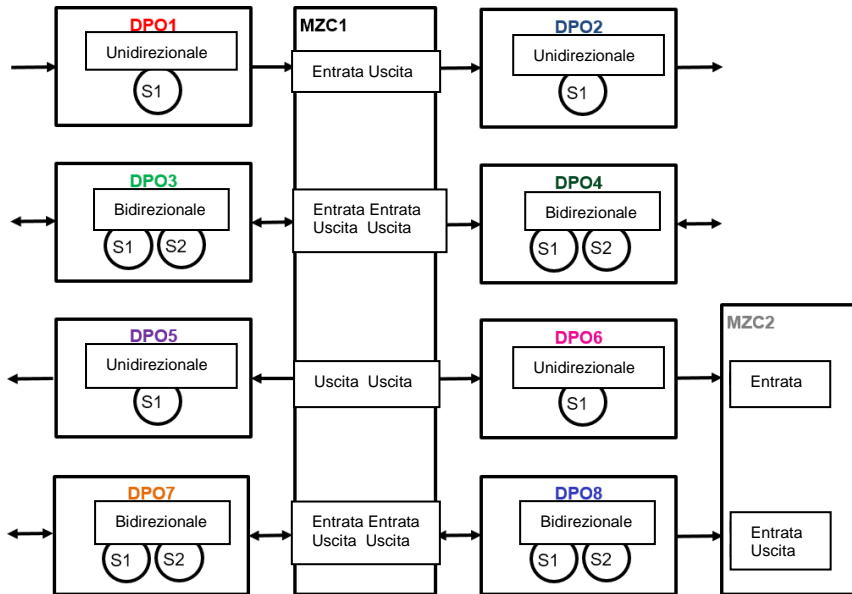 DPO1
Unidirezionale
S1
MZC1
Entrata Uscita
DPO2
Unidirezionale
S1
DPO3
Bidirezionale
S1 S2
Entrata Entrata
Uscita Uscita
DPO4
Bidirezionale
S1 S2
DPO5
Unidirezionale
S1
Uscita Uscita
DPO6
Unidirezionale
S1
MZC2
Entrata
DPO7
Bidirezionale
S1 S2
Entrata Entrata
Uscita Uscita
DPO8
Bidirezionale
S1 S2
Entrata
Uscita